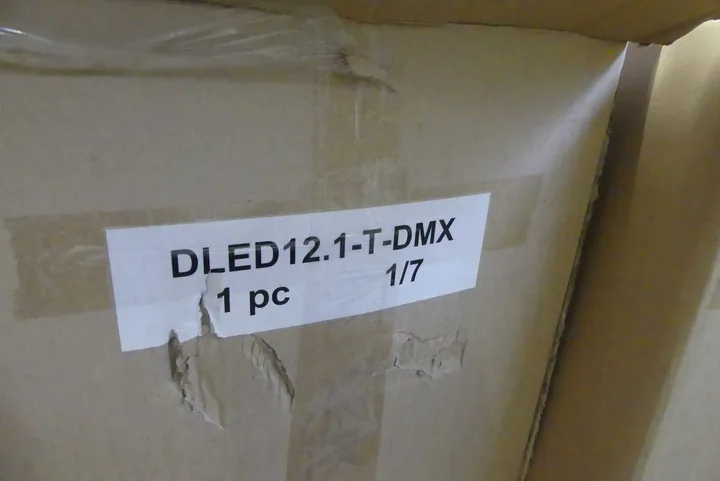 DLED12.1-T-DMX
1 pc 1/7